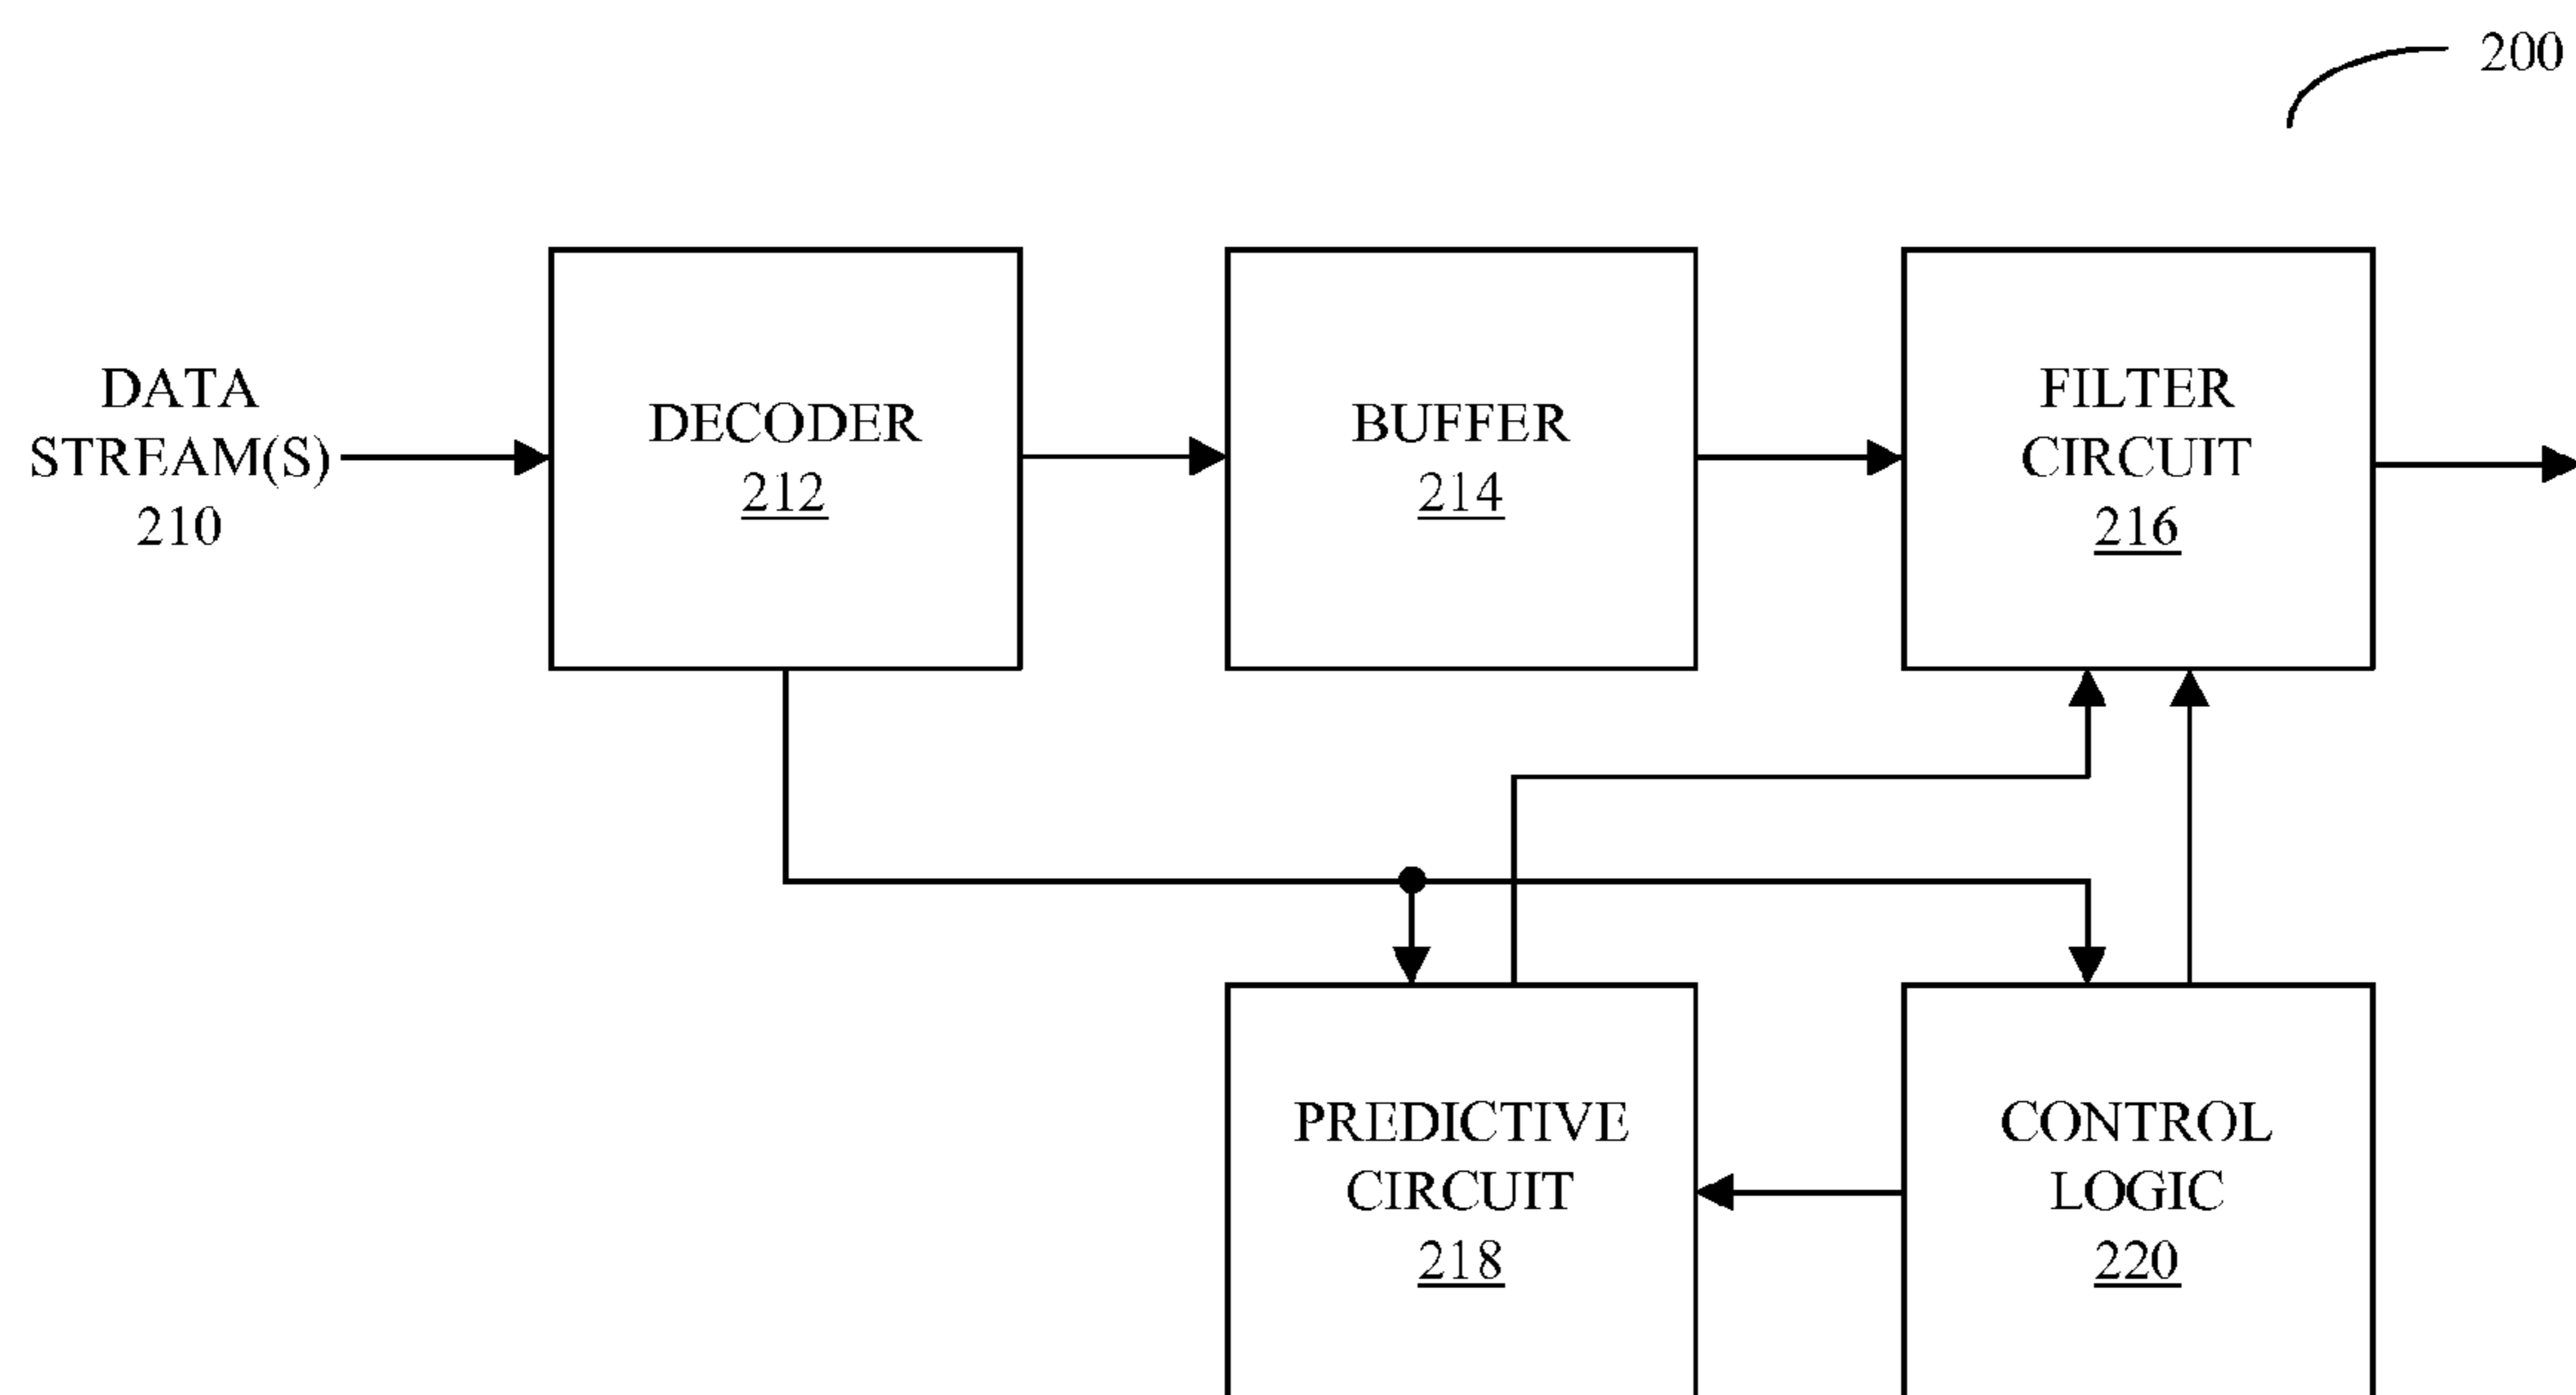 200
DATA
STREAM(S)
210
DECODER
212
BUFFER
214
FILTER
CIRCUIT
216
PREDICTIVE
CIRCUIT
218
CONTROL
LOGIC
220